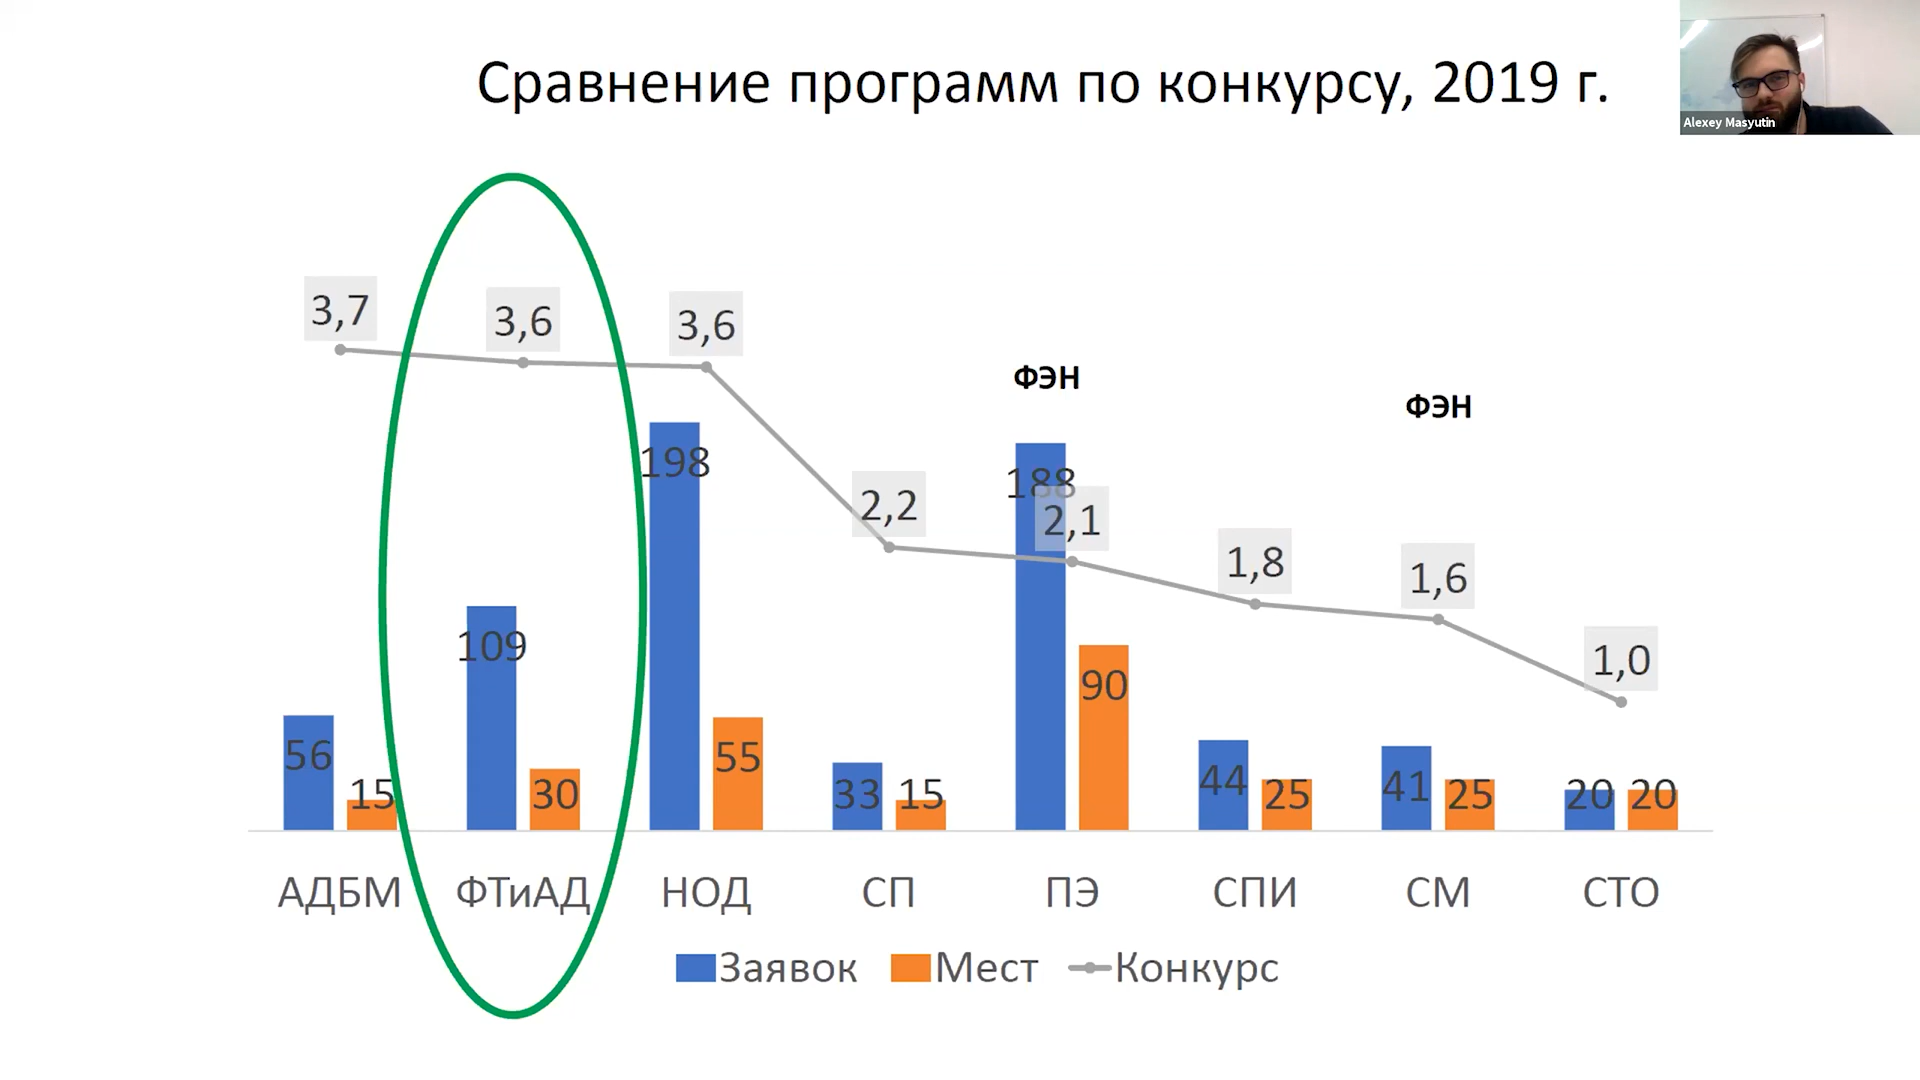 Сравнение программ по конкурсу, 2019 г.
Alexey Masyutin
3,7
3,6
3,6
ФЭН
ФЭН
198
188
2,2
2,1
1,8
1,6
109
1,0
90
56
15
30
55
33
15
44
25
41
25
20
20
АДБМ
ФТиАД
НОД
СП
ПЭ
СПИ
СМ
СТО
Заявок
Мест
Конкурс